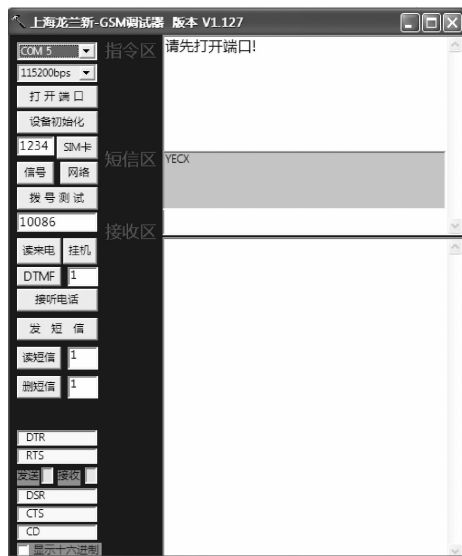 上海龙兰新-GSM调试器 版本 V1.127
COM 5
指令区
请先打开端口!
115200bps
打开端口
设备初始化
1234 SIM卡
短信区
YECX
信号 网络
拨号测试
10086
接收区
读来电 挂机
DTMF 1
接听电话
发 短 信
读短信 1
删短信 1
DTR
RTS
发送 接收
DSR
CTS
CD
显示十六进制